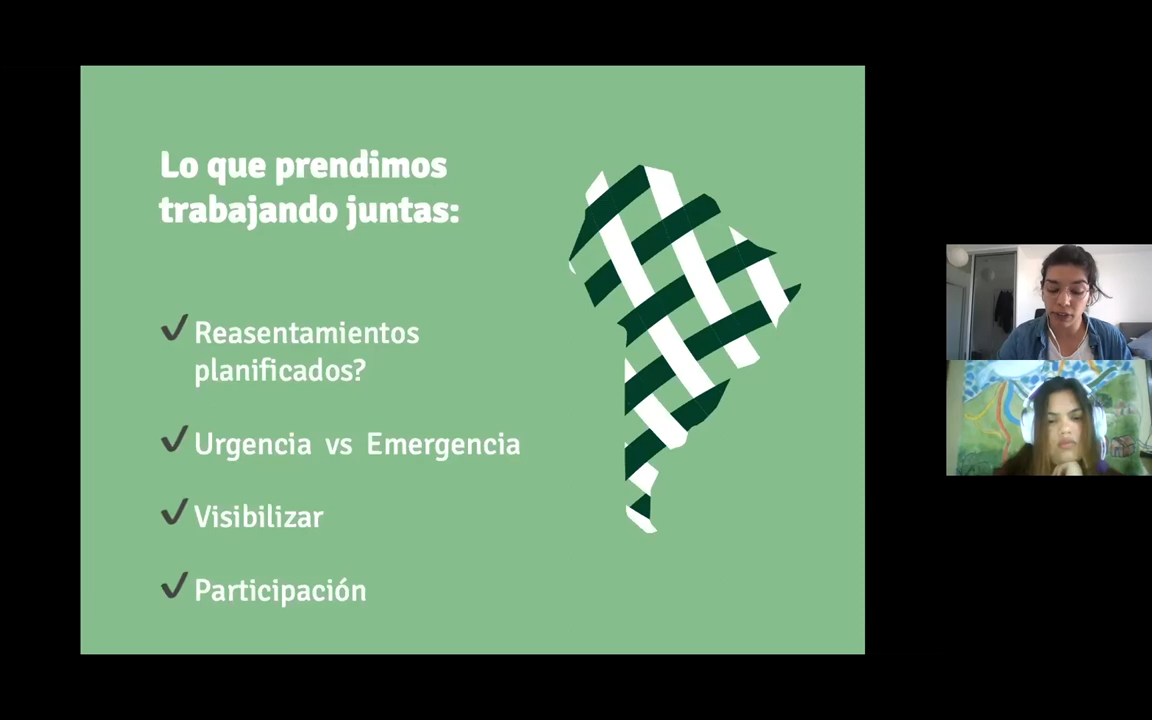 Lo que prendimos
trabajando juntas:
Reasentamientos
planificados?
Urgencia vs Emergencia
Visibilizar
Participación